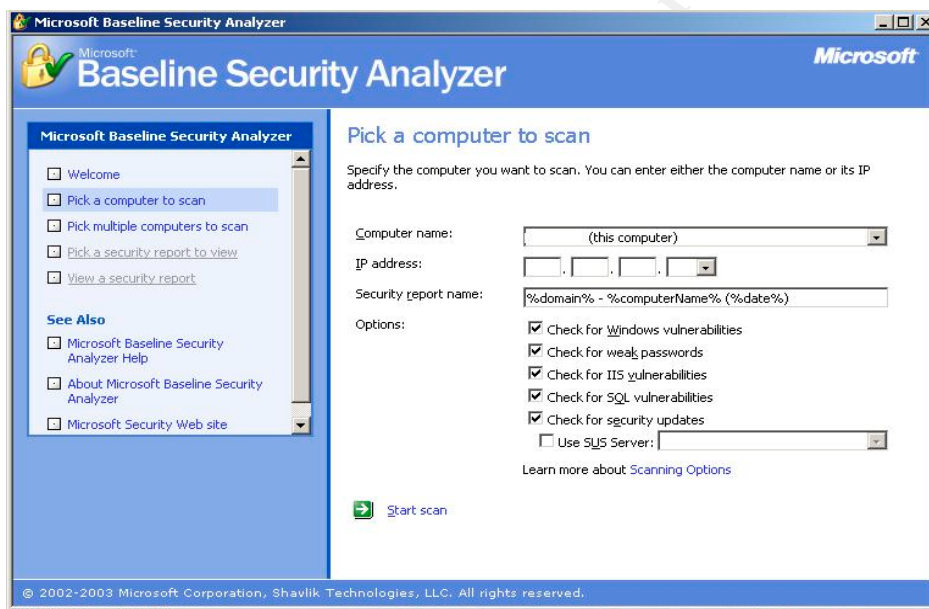 Microsoft Baseline Security Analyzer
Microsoft
Baseline Security Analyzer
Microsoft
Microsoft Baseline Security Analyzer
Welcome
Pick a computer to scan
Pick multiple computers to scan
Pick a security report to view
View a security report
See Also
Microsoft Baseline Security
Analyzer Help
About Microsoft Baseline Security
Analyzer
Microsoft Security Web site
Pick a computer to scan
Specify the computer you want to scan. You can enter either the computer name or its IP
address.
Computer name:
(this computer)
IP address:
. . .
Security report name:
%domain% - %computerName% (%date%)
Options:
Check for Windows vulnerabilities
Check for weak passwords
Check for IIS vulnerabilities
Check for SQL vulnerabilities
Check for security updates
Use SUS Server:
Learn more about Scanning Options
Start scan
© 2002-2003 Microsoft Corporation, Shavlik Technologies, LLC. All rights reserved.